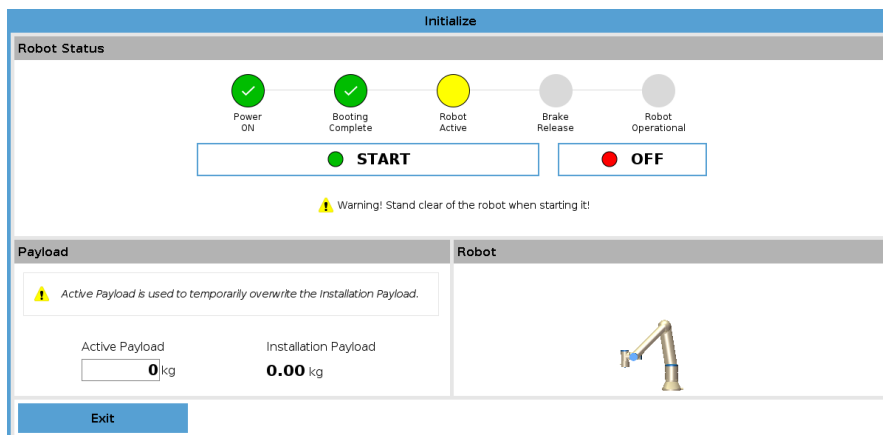 Initialize
Robot Status
Power
ON
Booting
Complete
Robot
Active
Brake
Release
Robot
Operational
START
OFF
Warning! Stand clear of the robot when starting it!
Payload
Active Payload is used to temporarily overwrite the Installation Payload.
Active Payload
0 kg
Installation Payload
0.00 kg
Robot
Exit